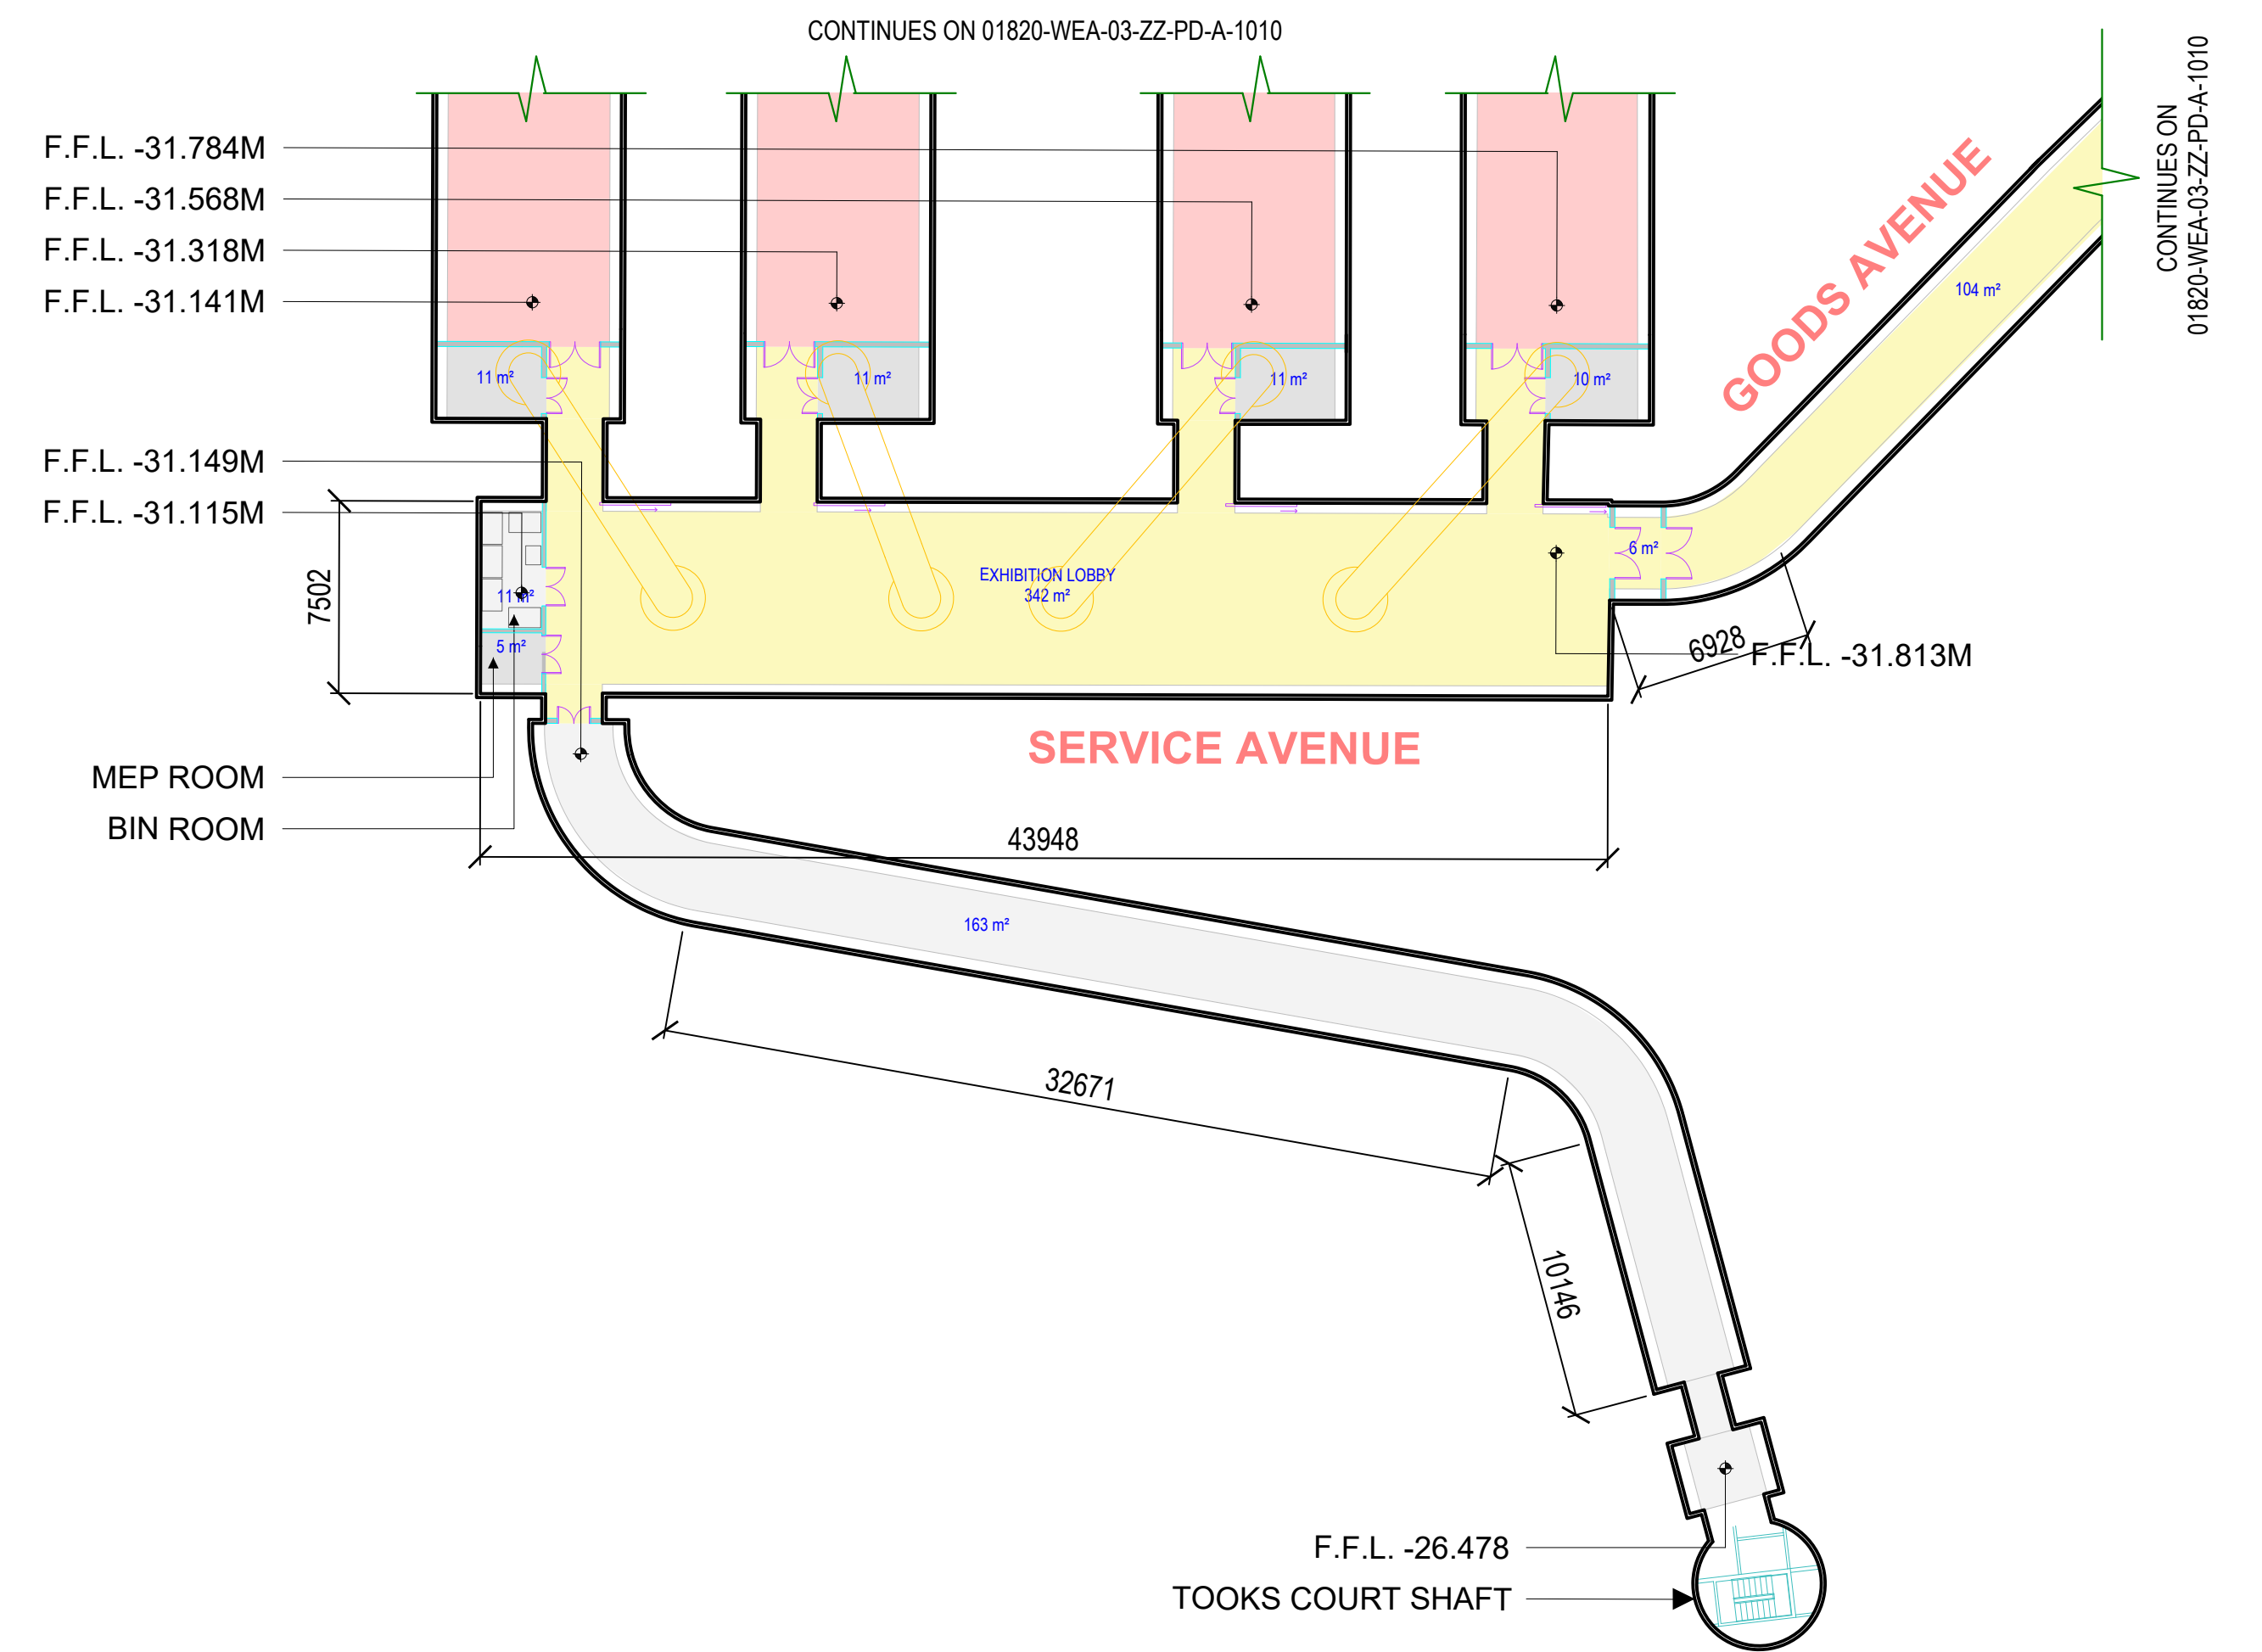 CONTINUES ON 01820-WEA-03-ZZ-PD-A-1010
CONTINUES ON
01820-WEA-03-ZZ-PD-A-1010
F.F.L. -31.784M
F.F.L. -31.568M
F.F.L. -31.318M
F.F.L. -31.141M
GOODS AVENUE
104 m²
11 m²
11 m²
11 m²
10 m²
F.F.L. -31.149M
F.F.L. -31.115M
7502
11 m²
5 m²
EXHIBITION LOBBY
342 m²
6 m²
6928
F.F.L. -31.813M
SERVICE AVENUE
MEP ROOM
BIN ROOM
43948
163 m²
32671
10146
F.F.L. -26.478
TOOKS COURT SHAFT